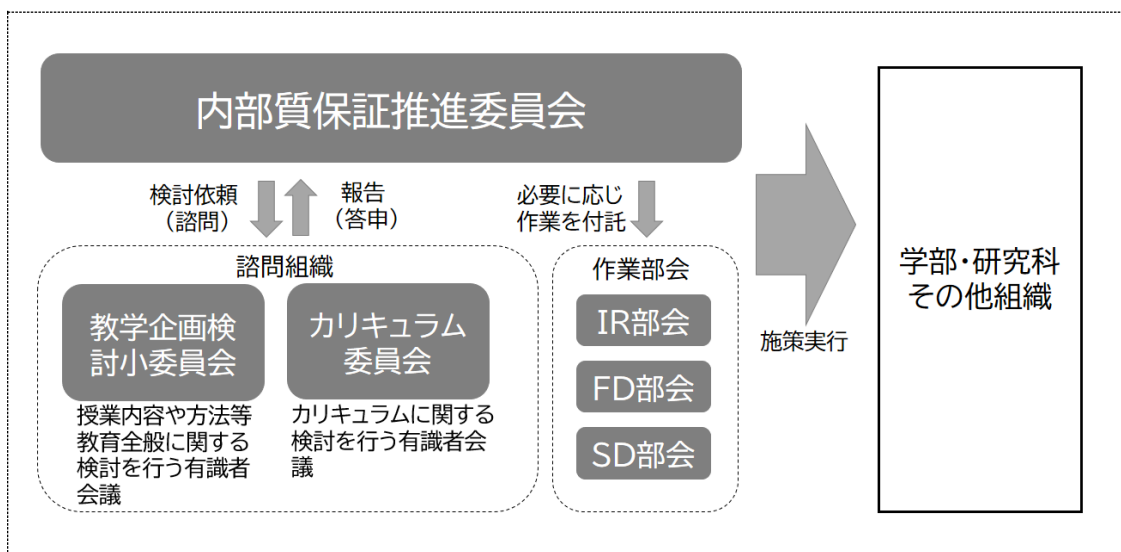 内部質保証推進委員会
検討依頼
（諮問）
報告
（答申）
必要に応じ
作業を付託
諮問組織
教学企画検
討小委員会
授業内容や方法等
教育全般に関する
検討を行う有識者
会議
カリキュラム
委員会
カリキュラムに関する
検討を行う有識者会
議
作業部会
IR部会
FD部会
SD部会
施策実行
学部・研究科
その他組織